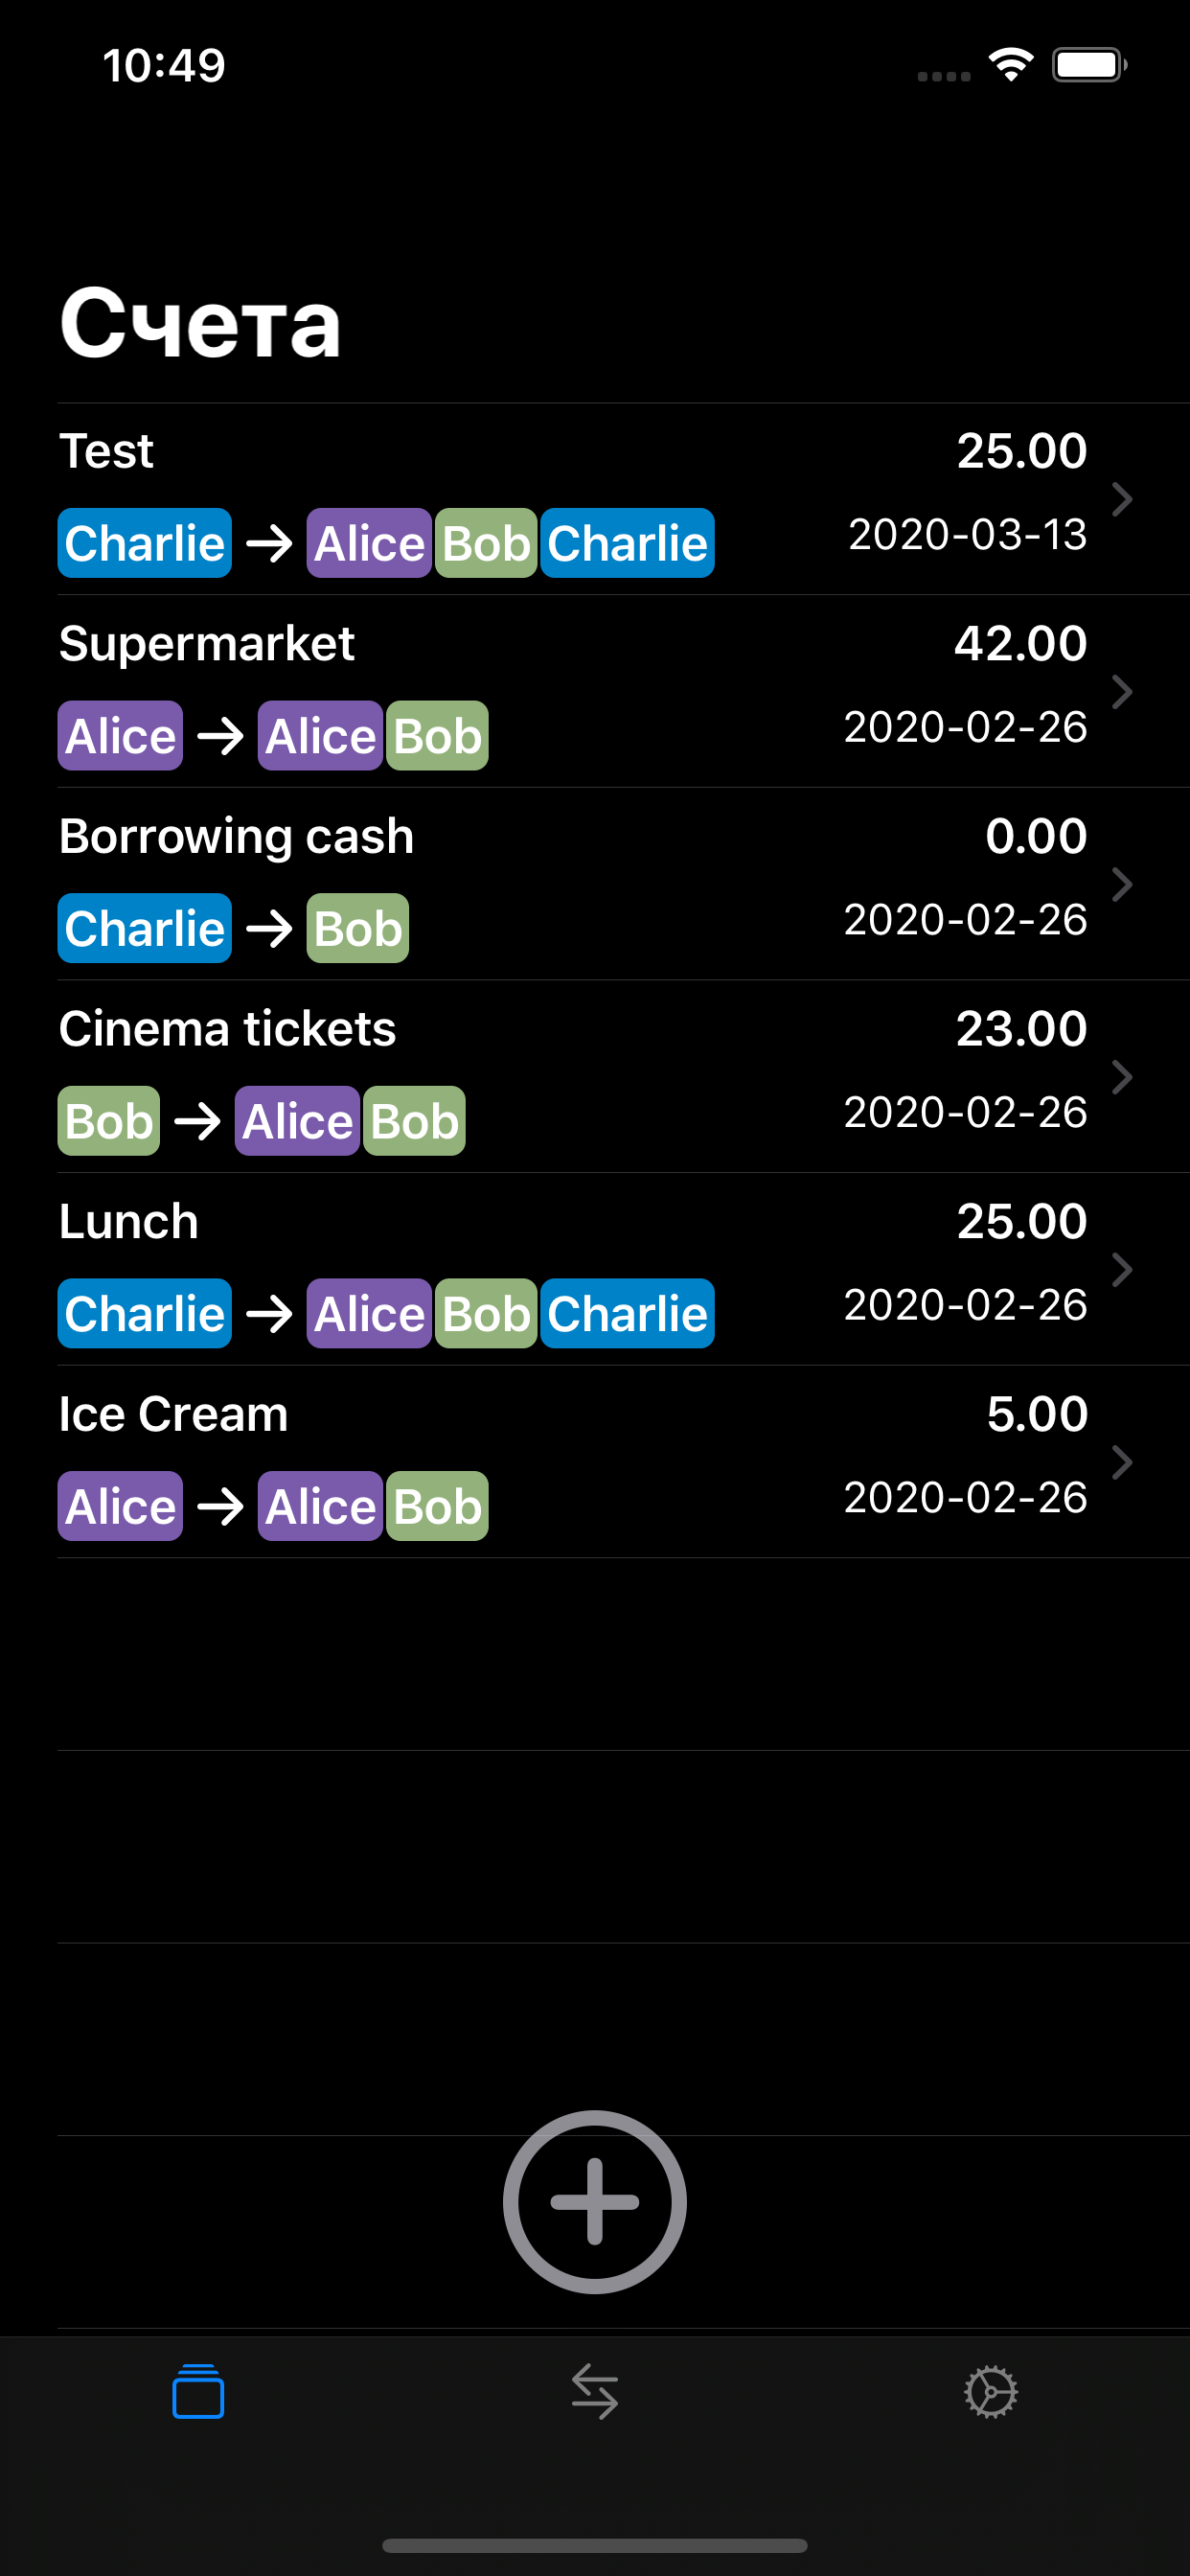 10:49
Счета
Test 25.00
Charlie → Alice Bob Charlie 2020-03-13
Supermarket 42.00
Alice → Alice Bob 2020-02-26
Borrowing cash 0.00
Charlie → Bob 2020-02-26
Cinema tickets 23.00
Bob → Alice Bob 2020-02-26
Lunch 25.00
Charlie → Alice Bob Charlie 2020-02-26
Ice Cream 5.00
Alice → Alice Bob 2020-02-26